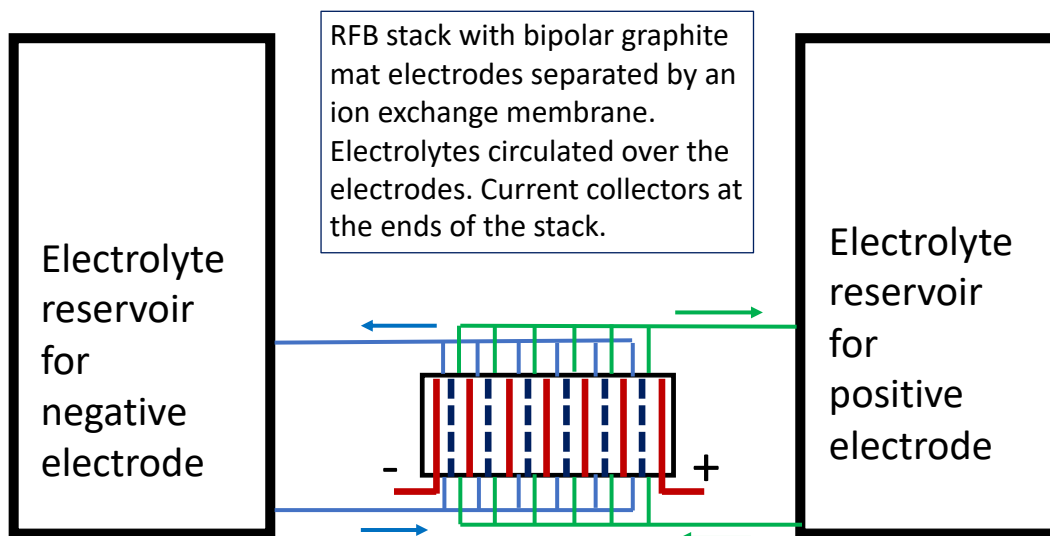 RFB stack with bipolar graphite
mat electrodes separated by an
ion exchange membrane.
Electrolytes circulated over the
electrodes. Current collectors at
the ends of the stack.
Electrolyte
reservoir
for
negative
electrode
Electrolyte
reservoir
for
positive
electrode
-
+